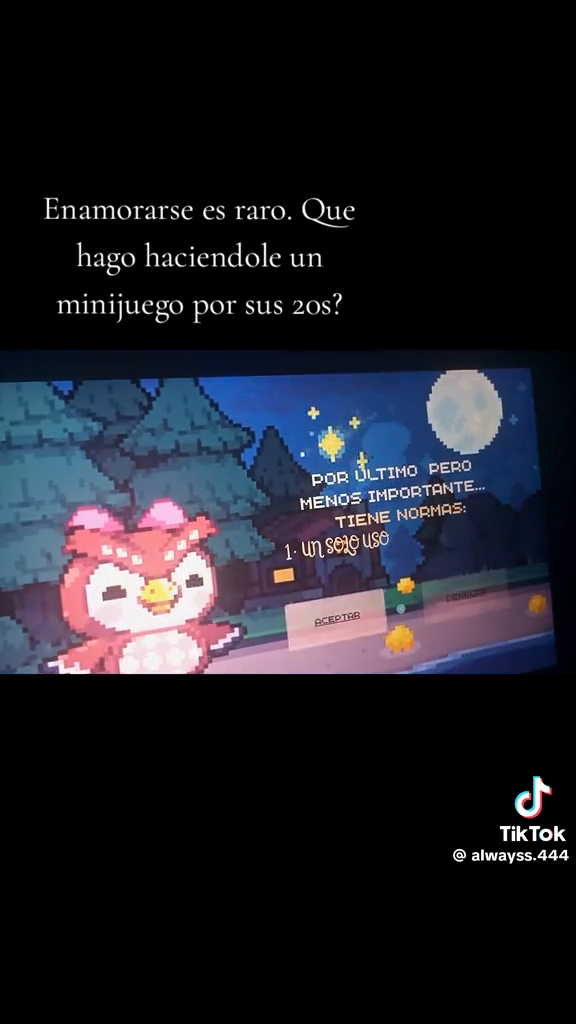 Enamorarse es raro. Que
hago haciendole un
minijuego por sus 20s?
POR ÚLTIMO PERO
MENOS IMPORTANTE...
TIENE NORMAS:
1· UN SOLO USO
ACEPTAR
DENEGAR
TikTok
@ alwayss.444